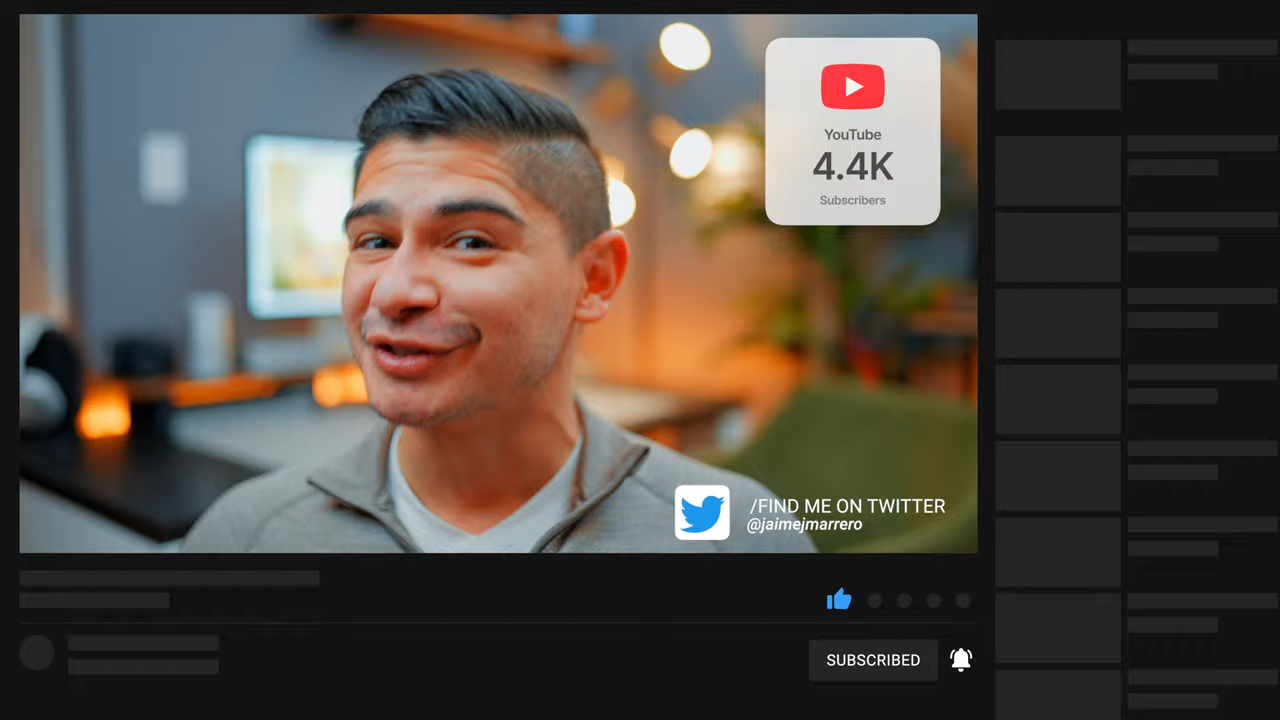 YouTube
4.4K
Subscribers
/FIND ME ON TWITTER
@jaimejmarrero
SUBSCRIBED